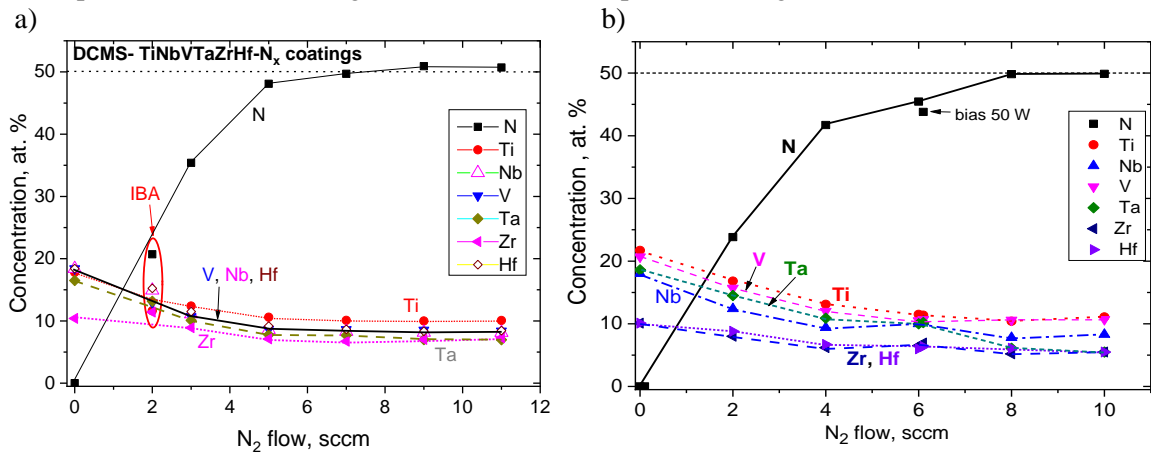 a)
DCMS- TiNbVTaZrHf-Nx coatings
Concentration, at. %
50
40
30
20
10
0
0 2 4 6 8 10 12
N2 flow, sccm
N
IBA
V, Nb, Hf
Ti
Zr
Ta
N
Ti
Nb
V
Ta
Zr
Hf
b)
Concentration , at. %
60
50
40
30
20
10
0
0 2 4 6 8 10
N2 flow, sccm
N
bias 50 W
V
Ta
Nb
Ti
Zr, Hf
N
Ti
Nb
V
Ta
Zr
Hf